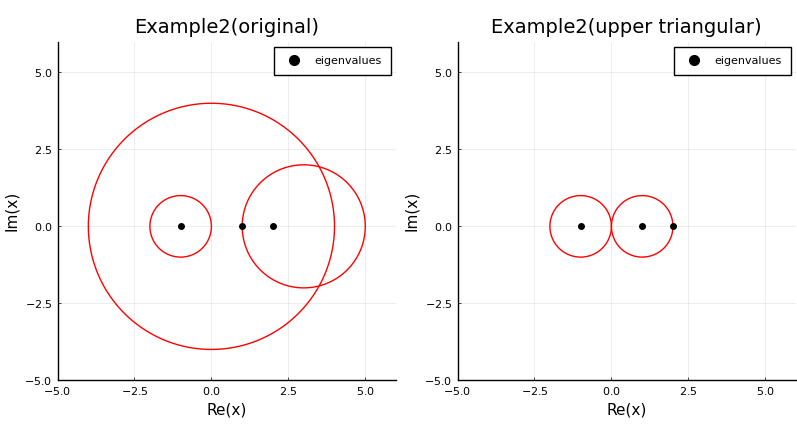 Example2(original)
eigenvalues
5.0
2.5
0.0
−2.5
−5.0
Im(x)
−5.0 −2.5 0.0 2.5 5.0
Re(x)
Example2(upper triangular)
eigenvalues
5.0
2.5
0.0
−2.5
−5.0
Im(x)
−5.0 −2.5 0.0 2.5 5.0
Re(x)